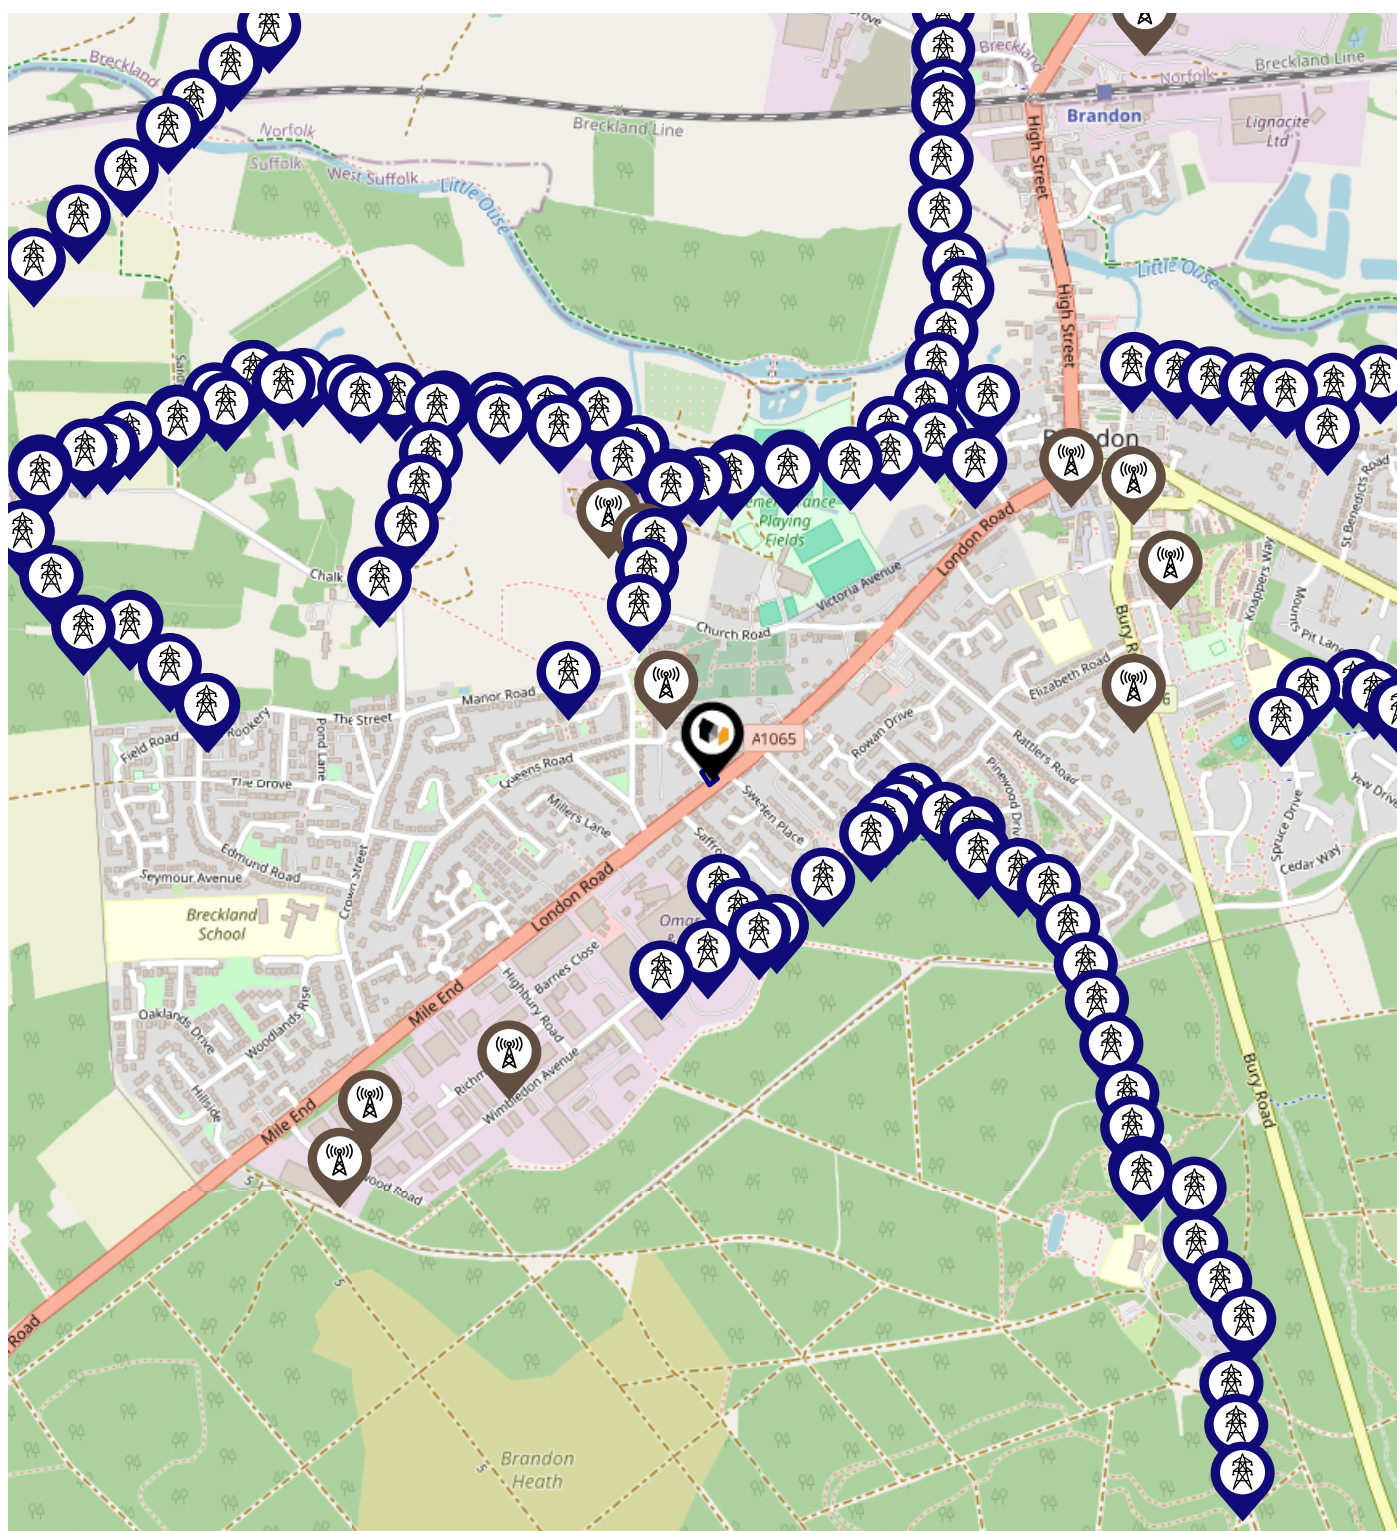 Breckland
Norfolk
Suffolk
West Suffolk
Little Ouse
Breckland Line
Breckland
High Street
Brandon
Norfolk
Breckland Line
Lignacite
Ltd
High Street
Little Ouse
Playing
Fields
Victoria Avenue
London Road
Church Road
Chalk
Manor Road
The Street
Field Road
Rookery
Pond Lane
The Drove
Queens Road
Millers Lane
Edmund Road
Seymour Avenue
Crown Street
Breckland
School
London Road
A1065
Sweden Place
Rowan Drive
Rattlers Road
Elizabeth Road
Knappers Way
St Benedicts Road
Mounts Pit Lane
Spruce Drive
Yew Drive
Cedar Way
Barnes Close
Highbury Road
Mile End
Oaklands Drive
Woodlands Rise
Hillside
Wimbledon Avenue
Mile End
Bury Road
Road
Brandon
Heath